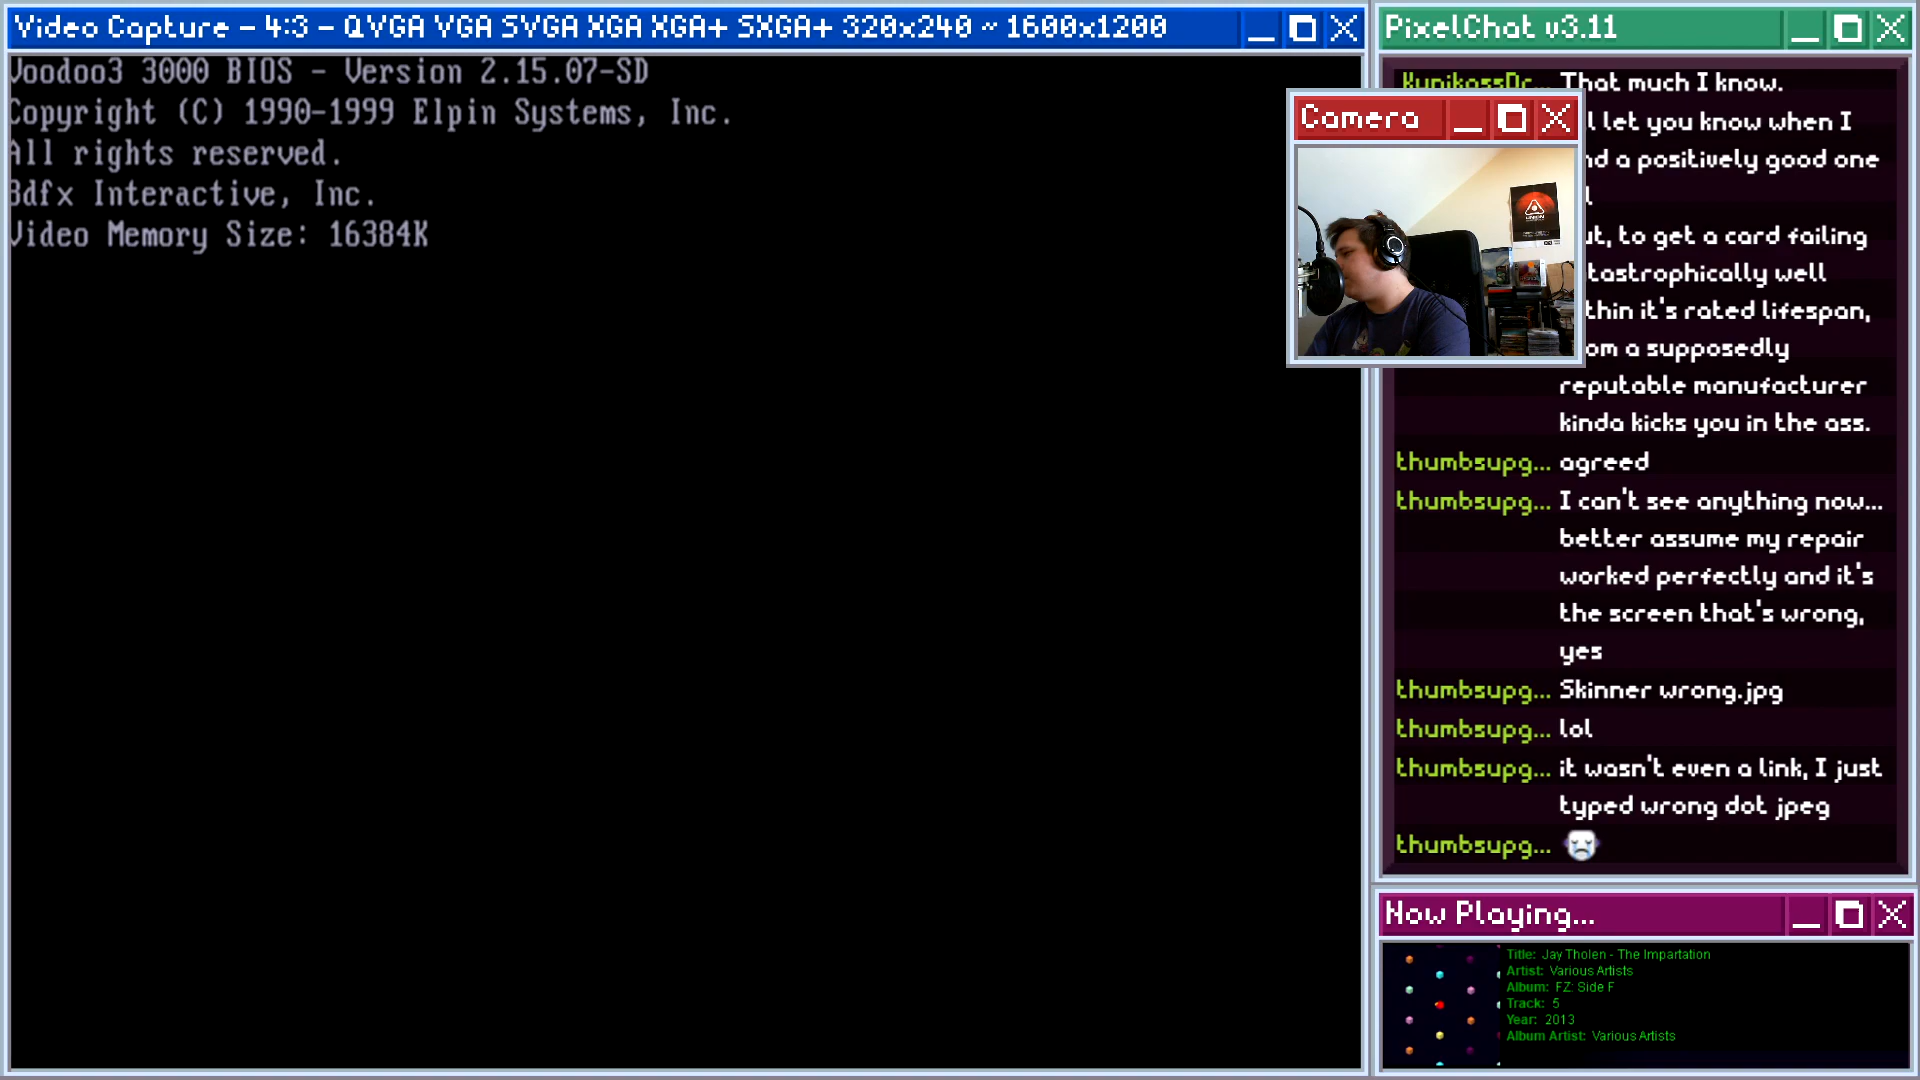 Video Capture - 4:3 - QVGA VGA SVGA XGA XGA+ SXGA+ 320x240 ~ 1600x1200
Voodoo3 3000 BIOS - Version 2.15.07-SD
Copyright (C) 1990-1999 Elpin Systems, Inc.
All rights reserved.
3dfx Interactive, Inc.
Video Memory Size: 16384K
Camera
PixelChat v3.11
That much I know.
let you know when I
a positively good one
to get a card failing
well
it's rated lifespan,
a supposedly
reputable manufacturer
kinda kicks you in the ass.
thumbsupg... agreed
thumbsupg... I can't see anything now...
better assume my repair
worked perfectly and it's
the screen that's wrong,
yes
thumbsupg... Skinner wrong.jpg
thumbsupg... lol
thumbsupg... it wasn't even a link, I just
typed wrong dot jpeg
thumbsupg...
Now Playing...
Title: Jay Tholen - The Impartation
Artist: Various Artists
Album: FZ: Side F
Track: 5
Year: 2013
Album Artist: Various Artists